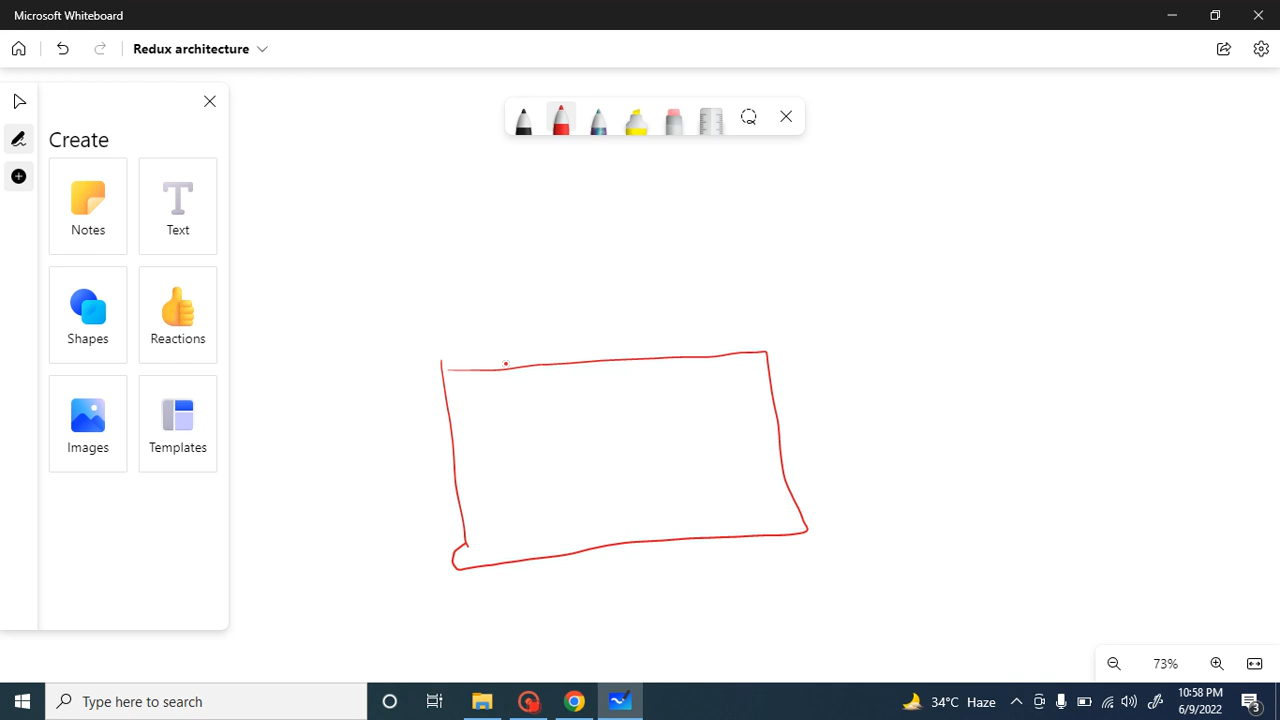 Microsoft Whiteboard
Redux architecture
Create
Notes
Text
Shapes
Reactions
Images
Templates
73%
Type here to search
34°C Haze
10:58 PM
6/9/2022
3